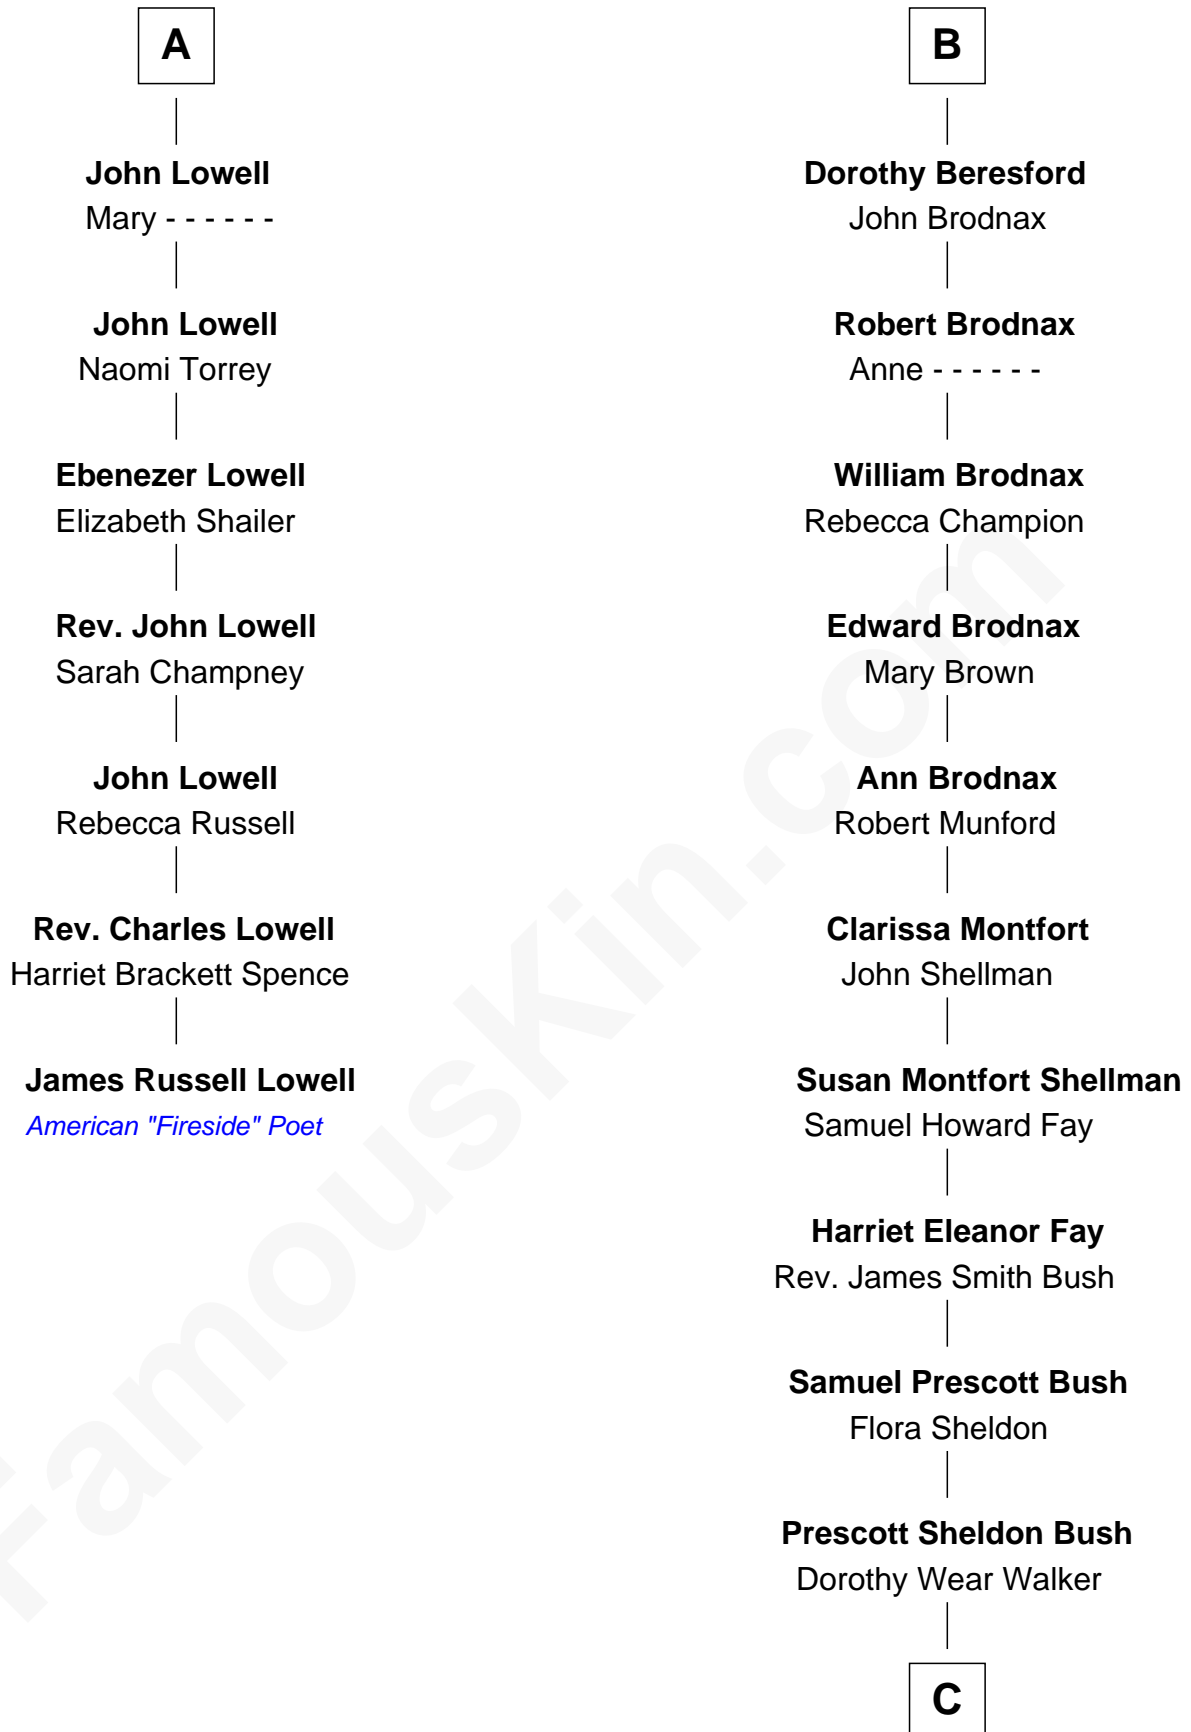 A
John Lowell
Mary - - - - - -
John Lowell
Naomi Torrey
Ebenezer Lowell
Elizabeth Shailer
Rev. John Lowell
Sarah Champney
John Lowell
Rebecca Russell
Rev. Charles Lowell
Harriet Brackett Spence
James Russell Lowell
American "Fireside" Poet
B
Dorothy Beresford
John Brodnax
Robert Brodnax
Anne - - - - - -
William Brodnax
Rebecca Champion
Edward Brodnax
Mary Brown
Ann Brodnax
Robert Munford
Clarissa Montfort
John Shellman
Susan Montfort Shellman
Samuel Howard Fay
Harriet Eleanor Fay
Rev. James Smith Bush
Samuel Prescott Bush
Flora Sheldon
Prescott Sheldon Bush
Dorothy Wear Walker
C
FamousKin.com